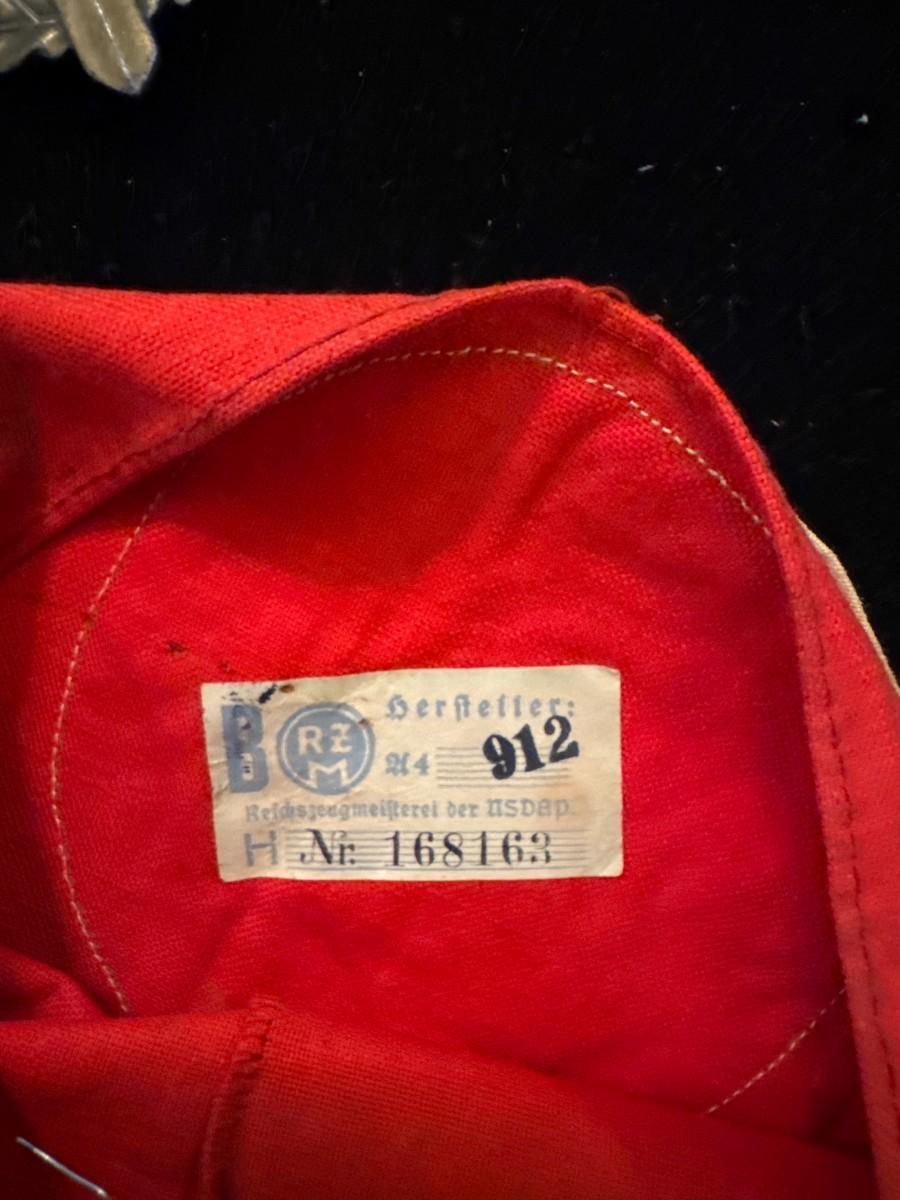 B RZM Hersteller:
A4 912
Reichszeugmeisterei der NSDAP.
H Nr. 168163